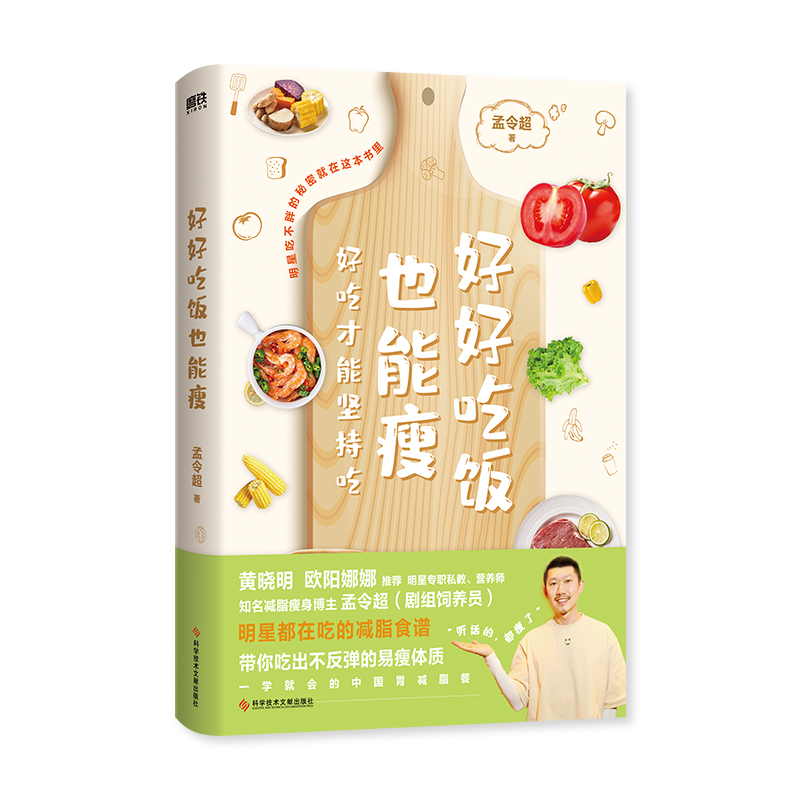 磨铁
XIRON
好好吃饭也能瘦
孟令超
著
孟令超
著
明星吃不胖的秘密就在这本书里
好好吃饭
也能瘦
好吃才能坚持吃
黄晓明 欧阳娜娜 推荐 明星专职私教、营养师
知名减脂瘦身博主 孟令超（剧组饲养员）
明星都在吃的减脂食谱
带你吃出不反弹的易瘦体质
一学就会的中国胃减脂餐
“听话的，都瘦了”
科学技术文献出版社